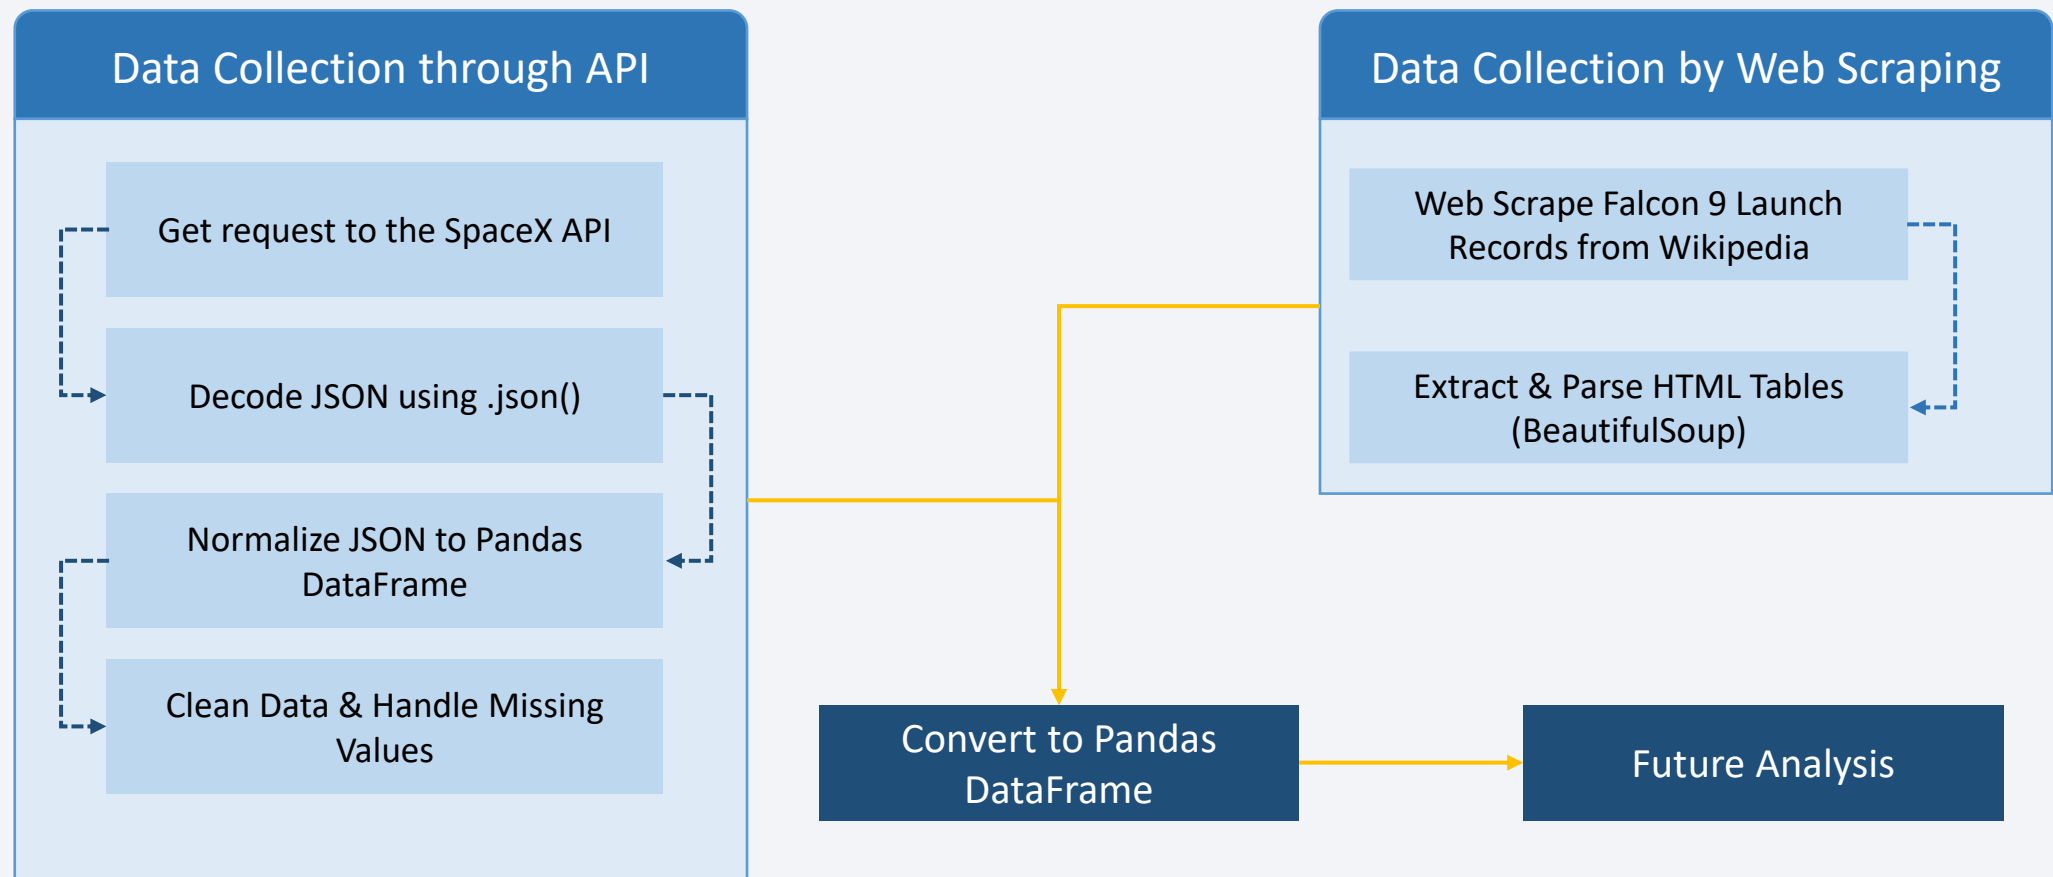 Data Collection through API
Get request to the SpaceX API
Decode JSON using .json()
Normalize JSON to Pandas
DataFrame
Clean Data & Handle Missing
Values
Data Collection by Web Scraping
Web Scrape Falcon 9 Launch
Records from Wikipedia
Extract & Parse HTML Tables
(BeautifulSoup)
Convert to Pandas
DataFrame
Future Analysis